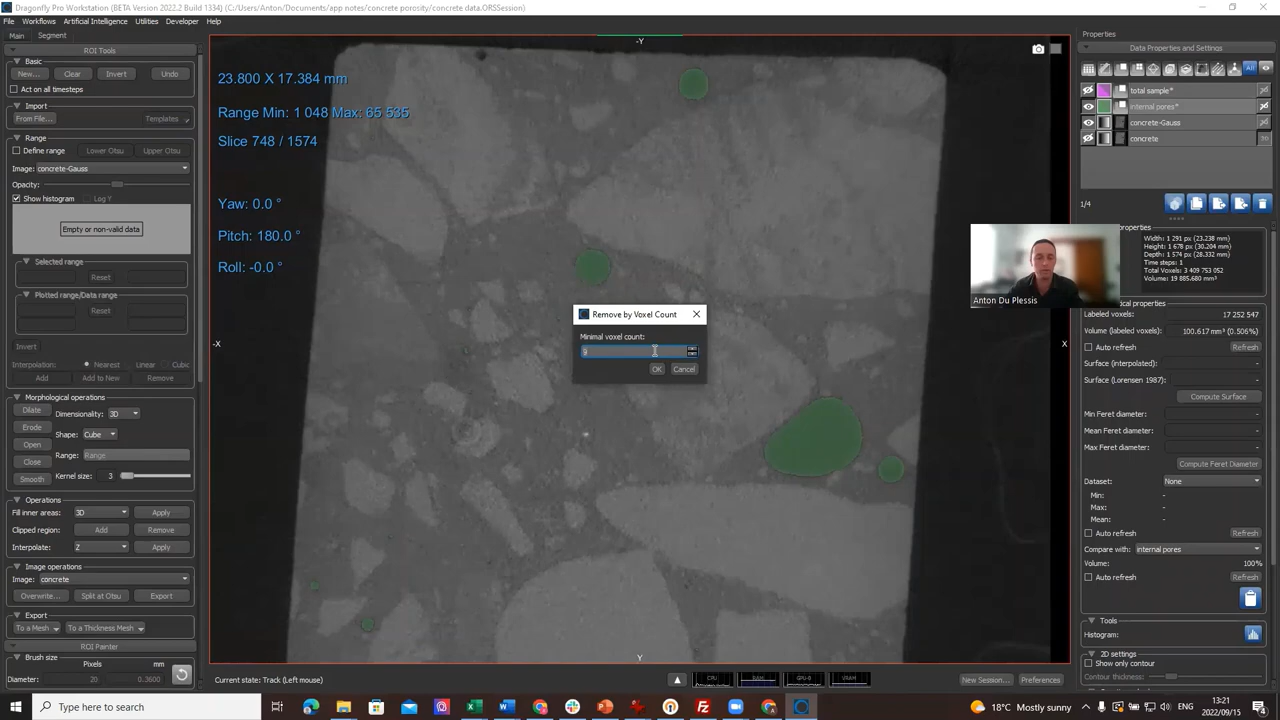 Dragonfly Pro Workstation (BETA Version 2022.2 Build 1334) (C:/Users/Anton/Documents/app notes/concrete porosity/concrete data.ORSSession)
File Workflows Artificial Intelligence Utilities Developer Help
Main Segment
ROI Tools
Basic
New... Clear Invert Undo
Act on all timesteps
Import
From File... Templates
Range
Define range Lower Otsu Upper Otsu
Image: concrete-Gauss
Opacity:
Show histogram Log Y
Empty or non-valid data
Selected range
Reset
Plotted range/Data range
Reset
Invert
Interpolation: Nearest Linear Cubic
Add Add to New Remove
Morphological operations
Dilate Dimensionality: 3D
Erode Shape: Cube
Open Range: Range
Close Kernel size: 3
Smooth
Operations
Fill inner areas: 3D Apply
Clipped region: Add Remove
Interpolate: Z Apply
Image operations
Image: concrete
Overwrite... Split at Otsu Export
Export
To a Mesh To a Thickness Mesh
ROI Painter
Brush size
Pixels mm
Diameter: 20 0.3600
-Y
23.800 X 17.384 mm
Range Min: 1 048 Max: 65 535
Slice 748 / 1574
Yaw: 0.0 °
Pitch: 180.0 °
Roll: -0.0 °
-X
X
Y
Remove by Voxel Count
Minimal voxel count:
OK Cancel
Current state: Track (Left mouse)
CPU RAM GPU-0 VRAM
New Session... Preferences
Properties
Data Properties and Settings
AR
total sample*
internal pores*
concrete-Gauss
concrete
1/4
Anton Du Plessis
properties
Width: 1 291 px (23.238 mm)
Height: 1 678 px (30.204 mm)
Depth: 1 574 px (28.332 mm)
Time steps: 1
Total Voxels: 3 409 753 052
Volume: 19 885.680 mm³
tical properties
Labeled voxels: 17 252 547
Volume (labeled voxels): 100.617 mm³ (0.506%)
Auto refresh Refresh
Surface (interpolated): -
Surface (Lorensen 1987): -
Compute Surface
Min Feret diameter: -
Mean Feret diameter: -
Max Feret diameter: -
Compute Feret Diameter
Dataset: None
Min: -
Max: -
Mean: -
Auto refresh Refresh
Compare with: internal pores
Volume: 100%
Auto refresh Refresh
Tools
Histogram:
2D settings
Show only contour
Contour thickness:
Type here to search
18°C Mostly sunny
13:21
2022/09/15